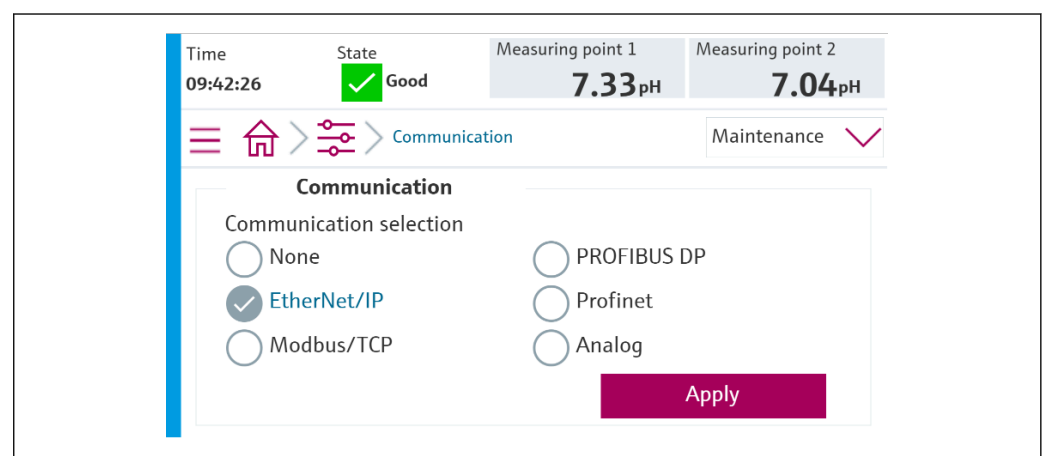 Time State Measuring point 1 Measuring point 2
09:42:26 Good 7.33pH 7.04pH
Communication Maintenance
Communication
Communication selection
None PROFIBUS DP
EtherNet/IP Profinet
Modbus/TCP Analog
Apply